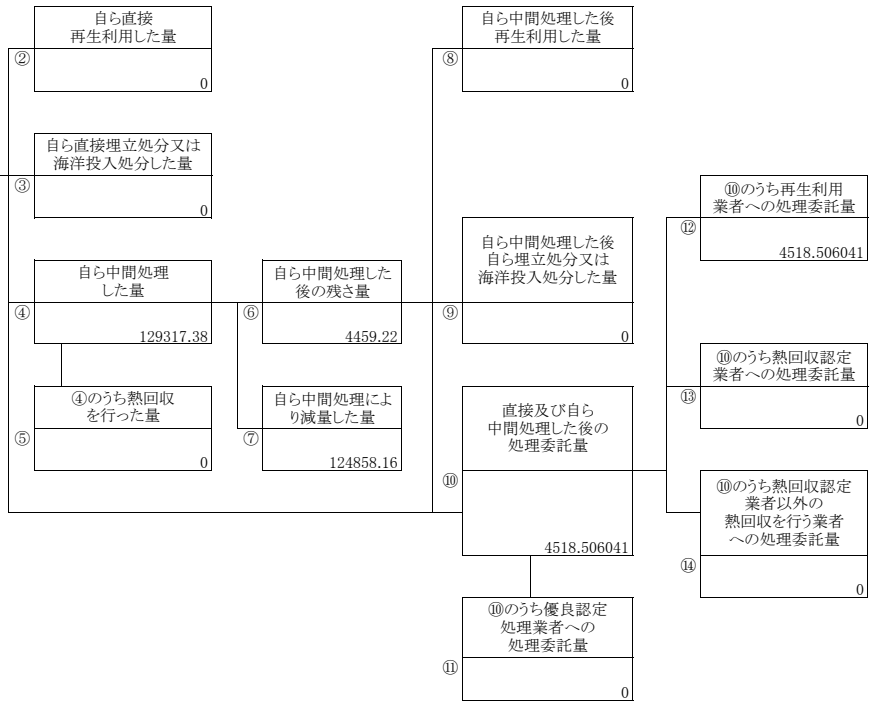 自ら直接
再生利用した量
②
0
自ら直接埋立処分又は
海洋投入処分した量
③
0
自ら中間処理
した量
④
129317.38
④のうち熱回収
を行った量
⑤
0
自ら中間処理した
後の残さ量
⑥
4459.22
自ら中間処理によ
り減量した量
⑦
124858.16
自ら中間処理した後
再生利用した量
⑧
0
自ら中間処理した後
自ら埋立処分又は
海洋投入処分した量
⑨
0
直接及び自ら
中間処理した後の
処理委託量
⑩
4518.506041
⑩のうち優良認定
処理業者への
処理委託量
⑪
0
⑩のうち再生利用
業者への処理委託量
⑫
4518.506041
⑩のうち熱回収認定
業者への処理委託量
⑬
0
⑩のうち熱回収認定
業者以外の
熱回収を行う業者
への処理委託量
⑭
0